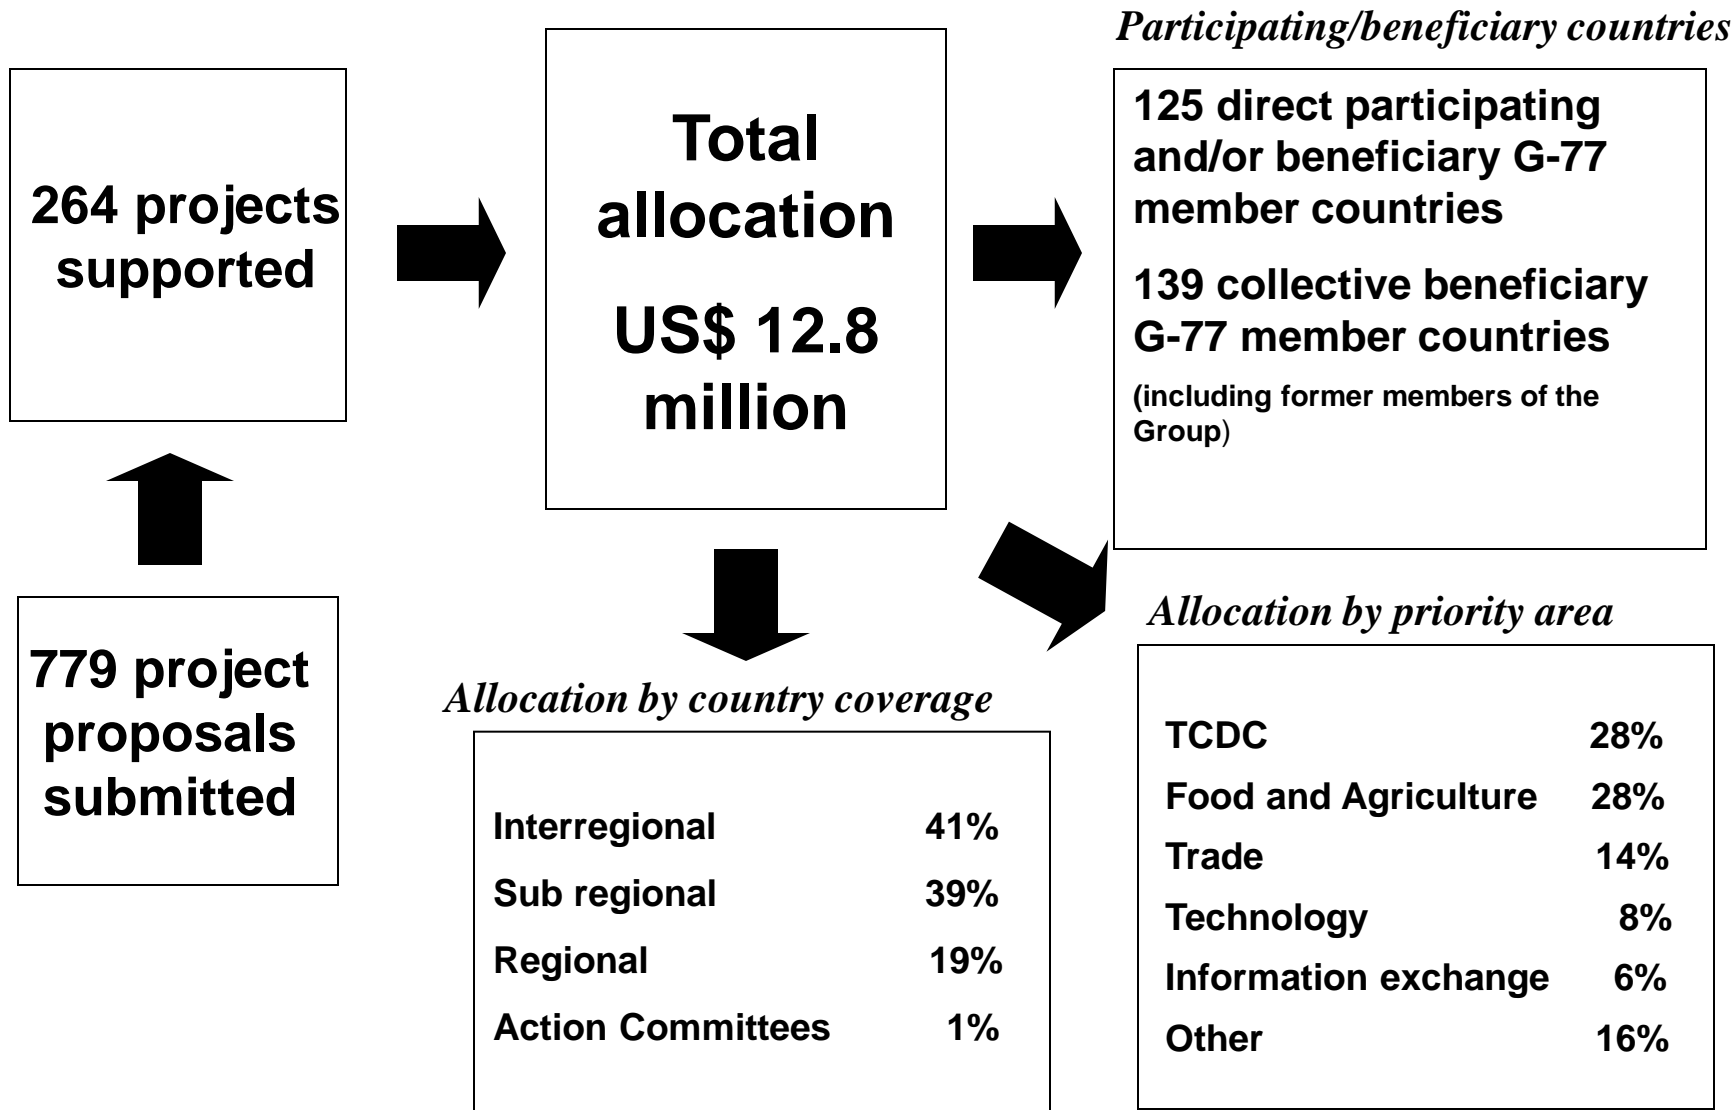 264 projects
supported
779 project
proposals
submitted
Total
allocation
US$ 12.8
million
Participating/beneficiary countries
125 direct participating
and/or beneficiary G-77
member countries
139 collective beneficiary
G-77 member countries
(including former members of the
Group)
Allocation by country coverage
Interregional 41%
Sub regional 39%
Regional 19%
Action Committees 1%
Allocation by priority area
TCDC 28%
Food and Agriculture 28%
Trade 14%
Technology 8%
Information exchange 6%
Other 16%